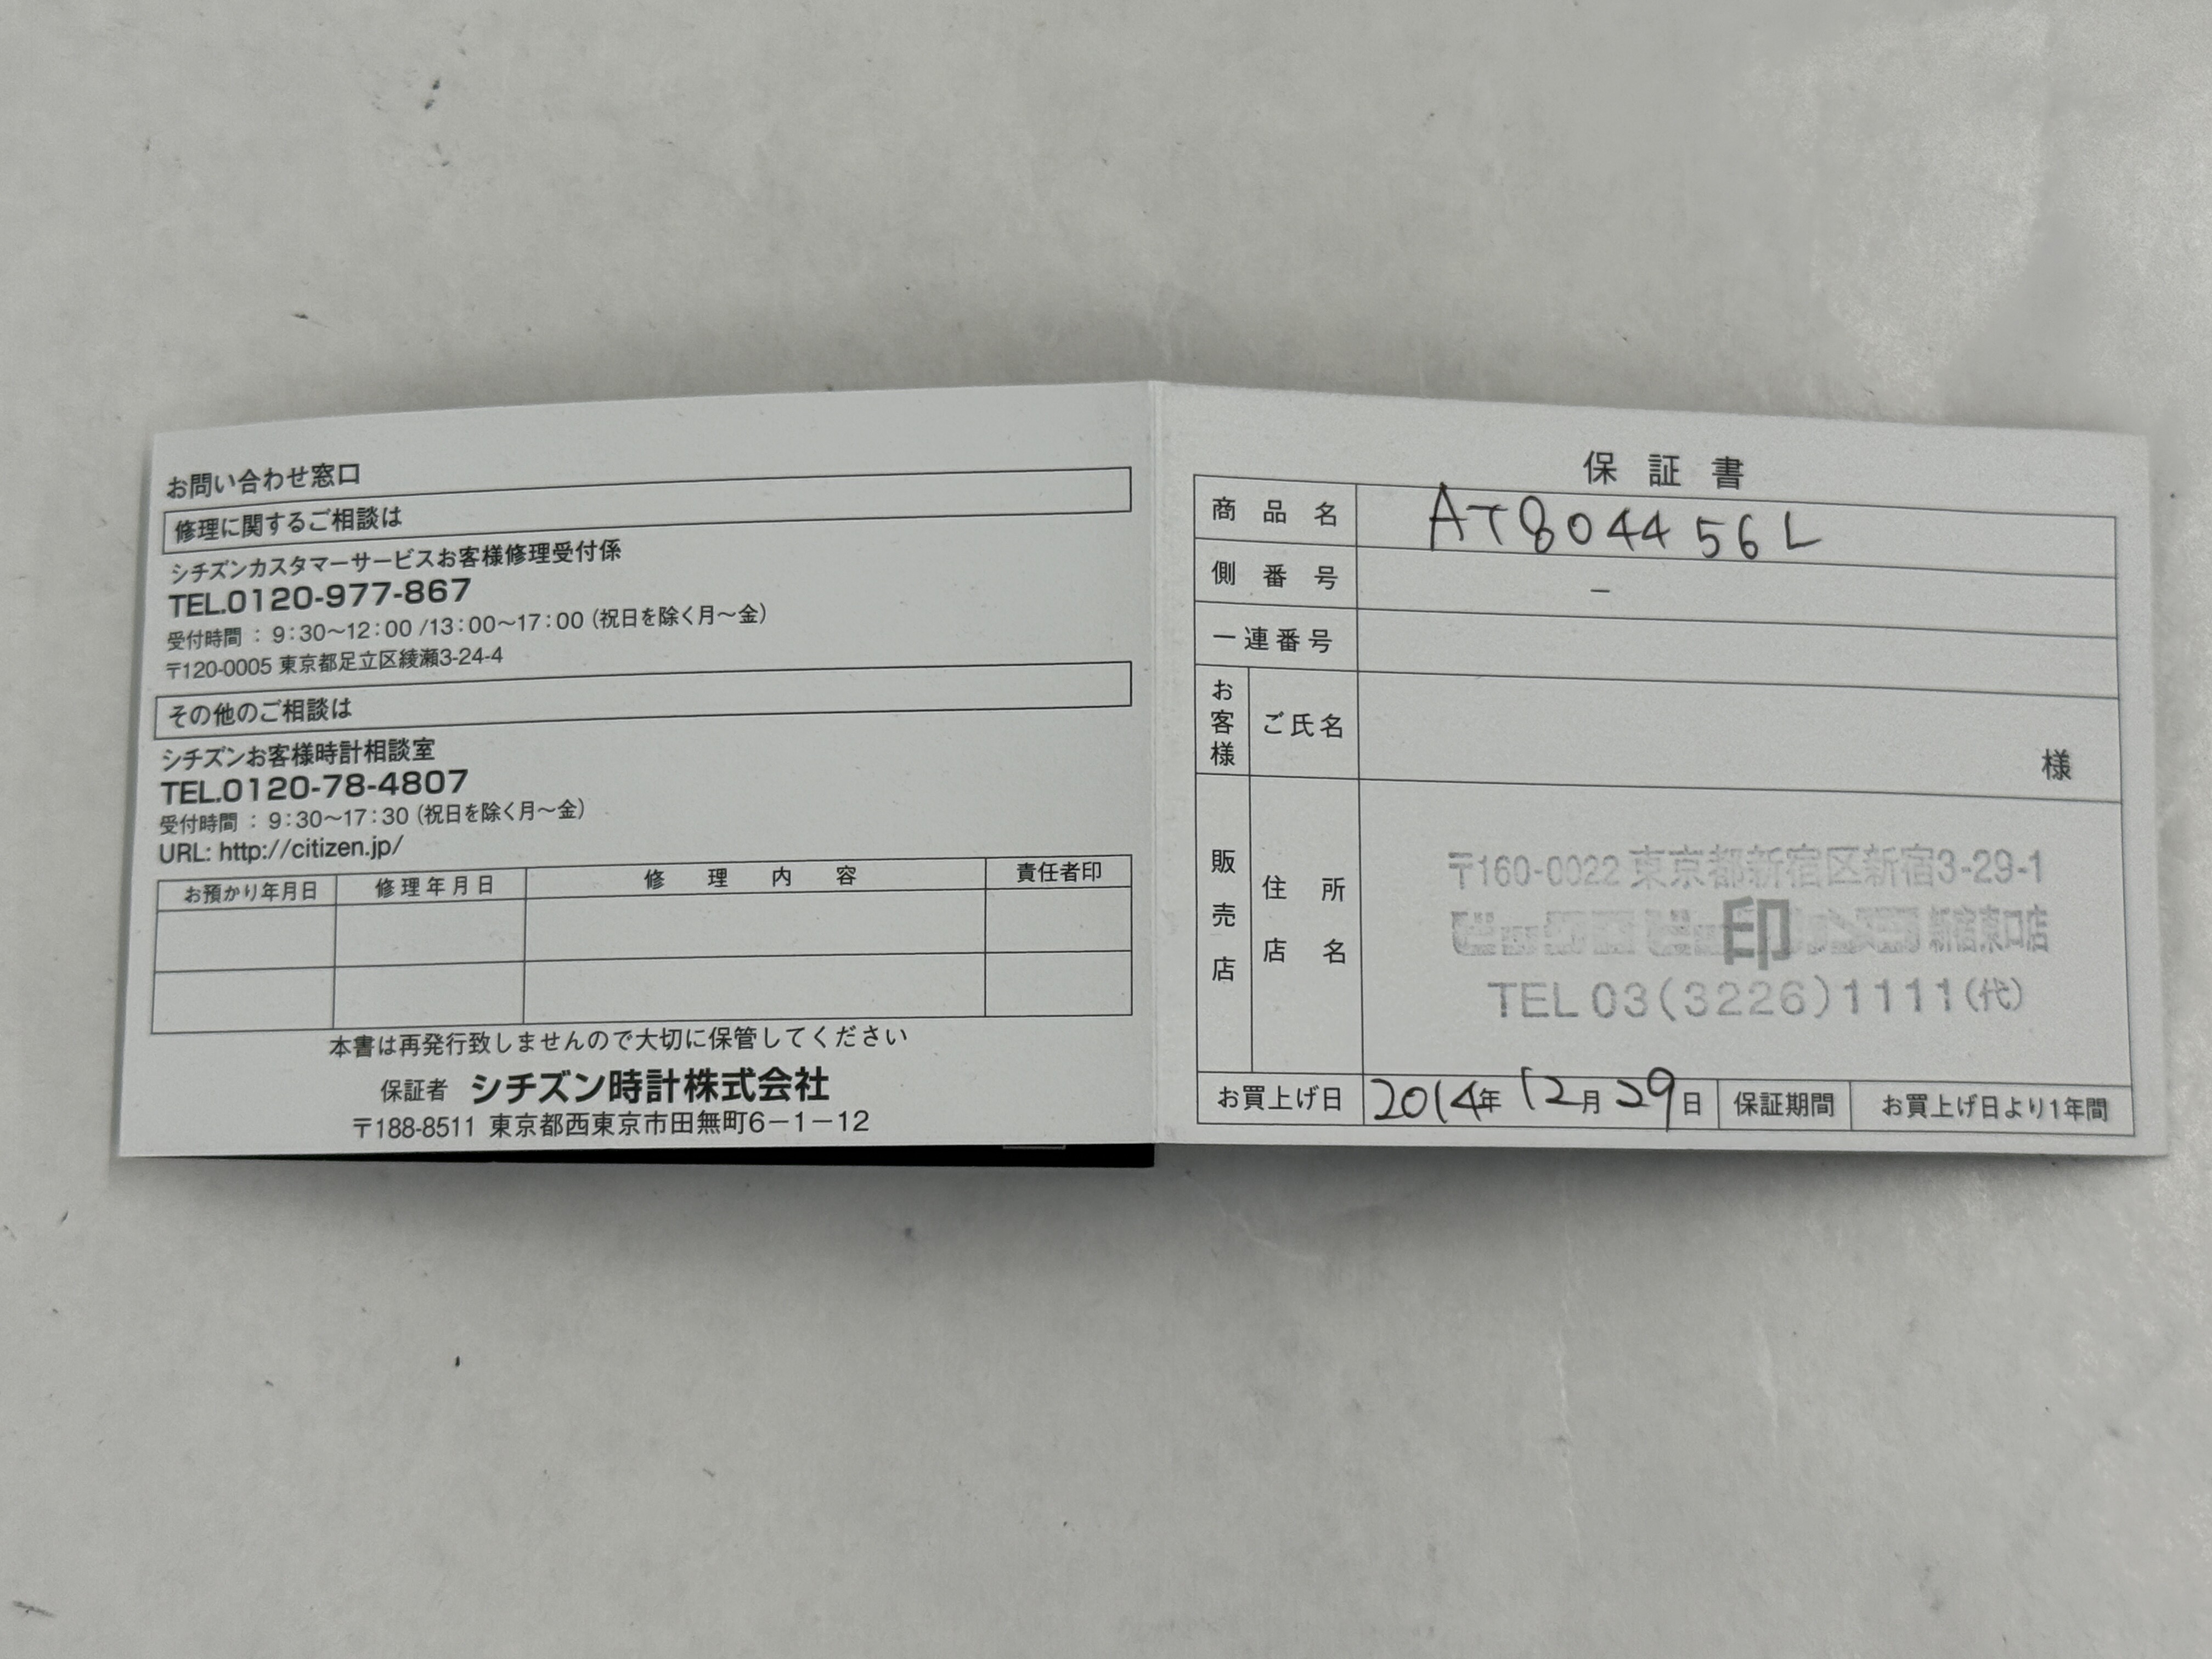 お問い合わせ窓口
修理に関するご相談は
シチズンカスタマーサービスお客様修理受付係
TEL.0120-977-867
受付時間 : 9:30〜12:00 /13:00〜17:00 (祝日を除く月〜金)
〒120-0005 東京都足立区綾瀬3-24-4
その他のご相談は
シチズンお客様時計相談室
TEL.0120-78-4807
受付時間 : 9:30〜17:30 (祝日を除く月〜金)
URL: http://citizen.jp/
お預かり年月日 修理年月日 修理内容 責任者印
本書は再発行致しませんので大切に保管してください
保証者 シチズン時計株式会社
〒188-8511 東京都西東京市田無町6-1-12
保証書
商品名 AT8044 56L
側番号 -
一連番号
お客様 ご氏名 様
販売店 住所 店名
〒160-0022 東京都新宿区新宿3-29-1
印 新宿東口店
TEL 03(3226)1111(代)
お買上げ日 2014年 12月 29日 保証期間 お買上げ日より1年間